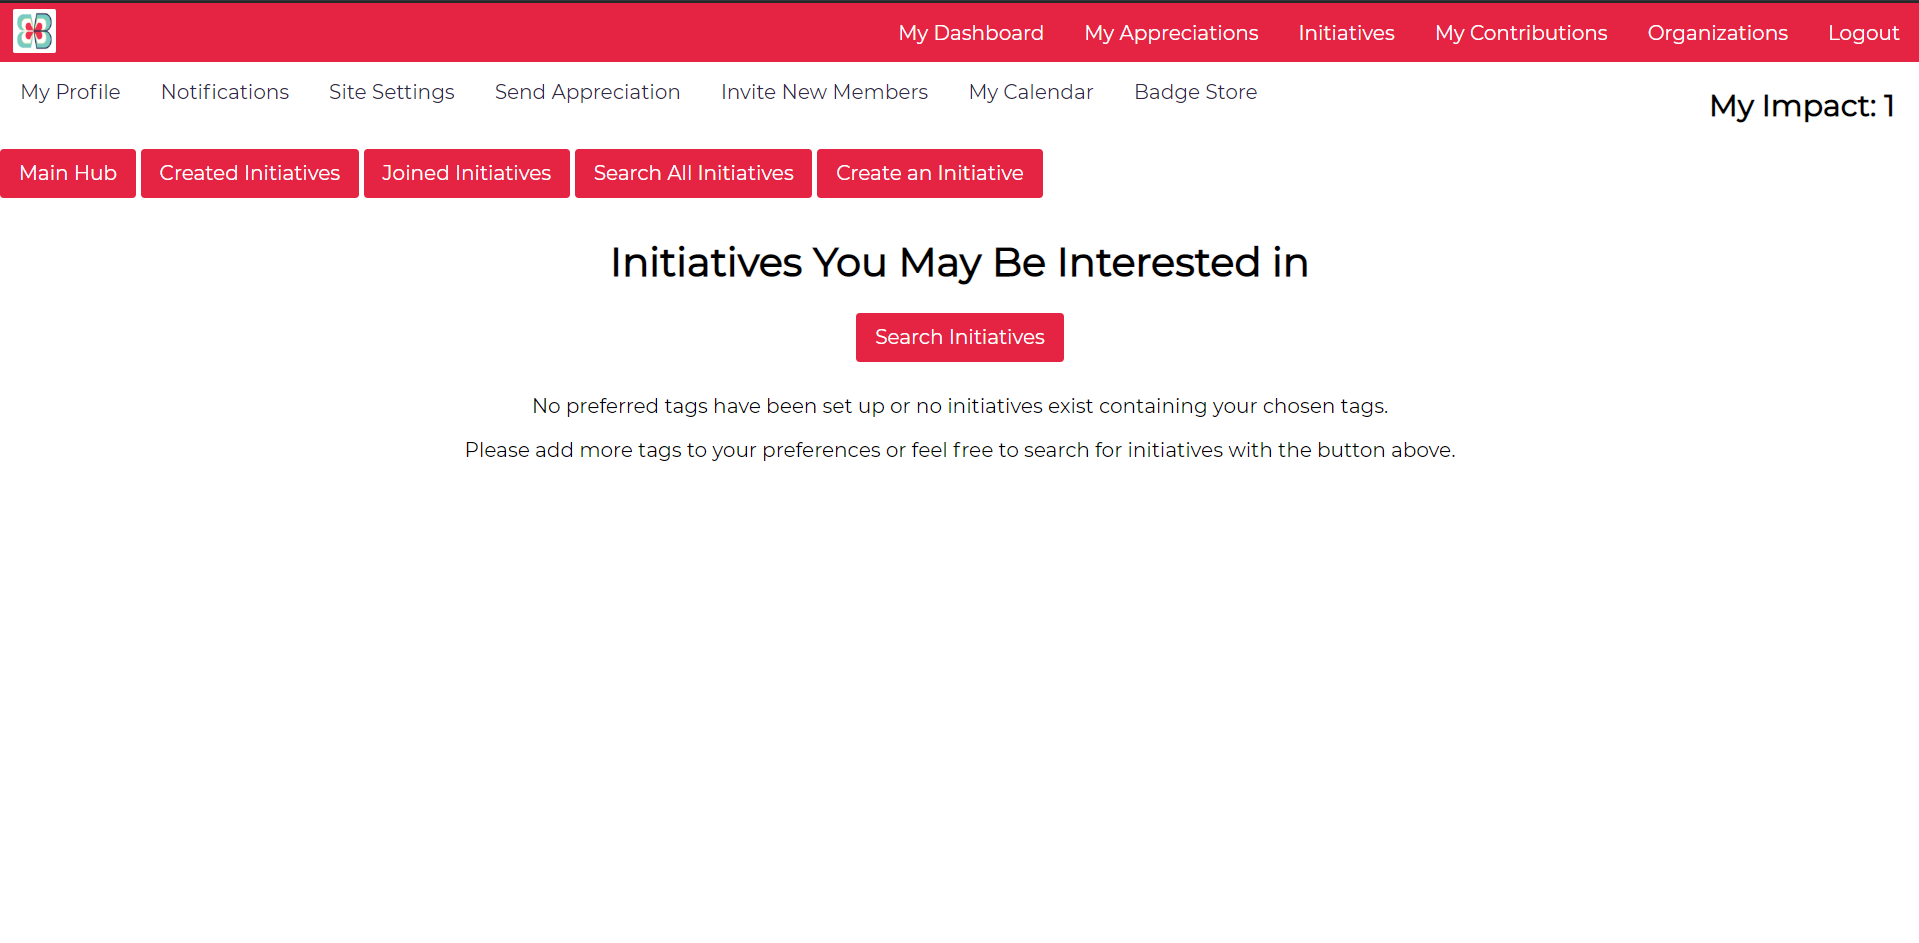 My Dashboard My Appreciations Initiatives My Contributions Organizations Logout
My Profile Notifications Site Settings Send Appreciation Invite New Members My Calendar Badge Store
My Impact: 1
Main Hub Created Initiatives Joined Initiatives Search All Initiatives Create an Initiative
Initiatives You May Be Interested in
Search Initiatives
No preferred tags have been set up or no initiatives exist containing your chosen tags.
Please add more tags to your preferences or feel free to search for initiatives with the button above.